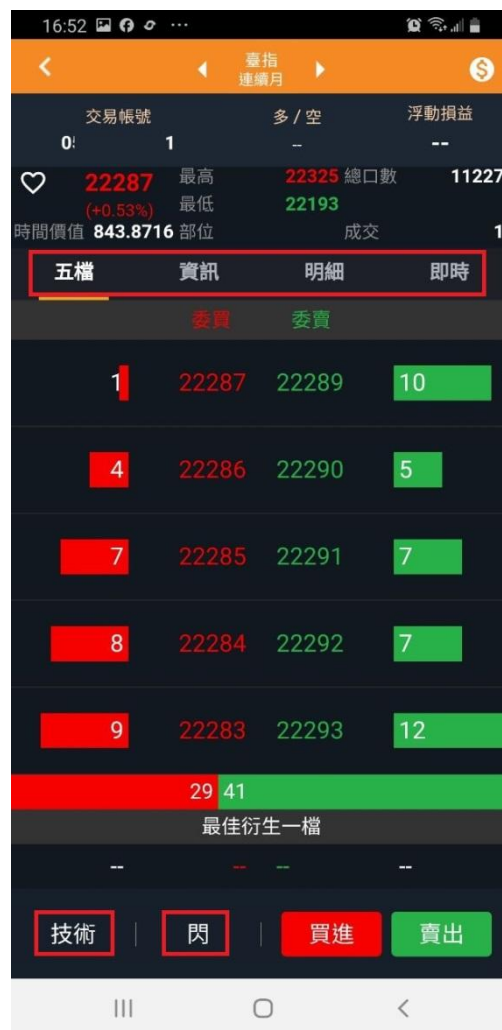 16:52
臺指
連續月
交易帳號 多 / 空 浮動損益
05 1 -- --
22287 最高 22325 總口數 11227
(+0.53%) 最低 22193
時間價值 843.8716 部位 成交 1
五檔 資訊 明細 即時
委買 委賣
1 22287 22289 10
4 22286 22290 5
7 22285 22291 7
8 22284 22292 7
9 22283 22293 12
29 41
最佳衍生一檔
-- -- -- --
技術 閃 買進 賣出